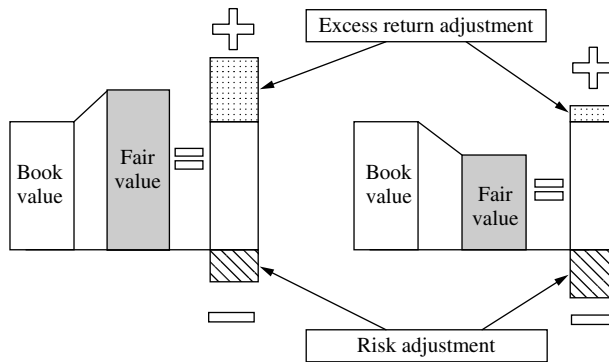 Excess return adjustment
Book
value
Fair
value
Book
value
Fair
value
Risk adjustment